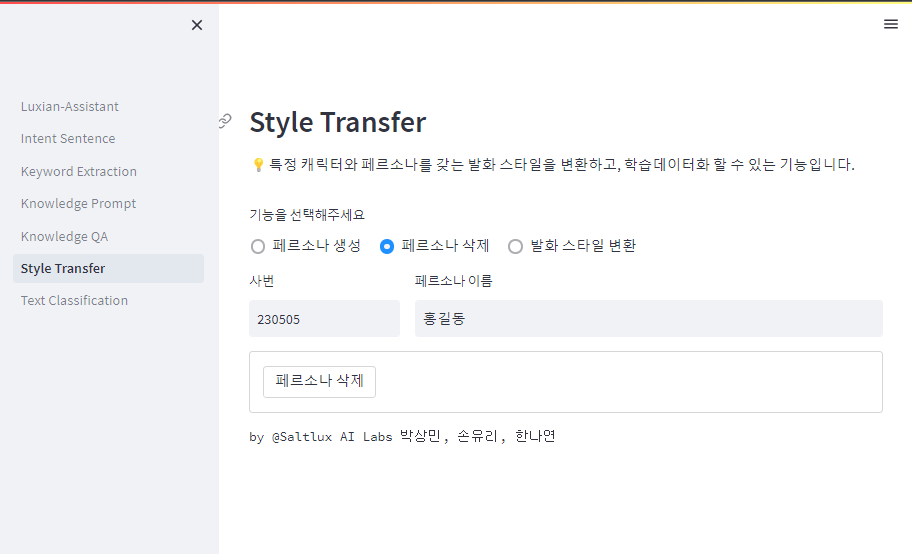 Luxian-Assistant
Intent Sentence
Keyword Extraction
Knowledge Prompt
Knowledge QA
Style Transfer
Text Classification
Style Transfer
💡 특정 캐릭터와 페르소나를 갖는 발화 스타일을 변환하고, 학습데이터화 할 수 있는 기능입니다.
기능을 선택해주세요
페르소나 생성 페르소나 삭제 발화 스타일 변환
사번 페르소나 이름
230505 홍길동
페르소나 삭제
by @Saltlux AI Labs 박상민, 손유리, 한나연